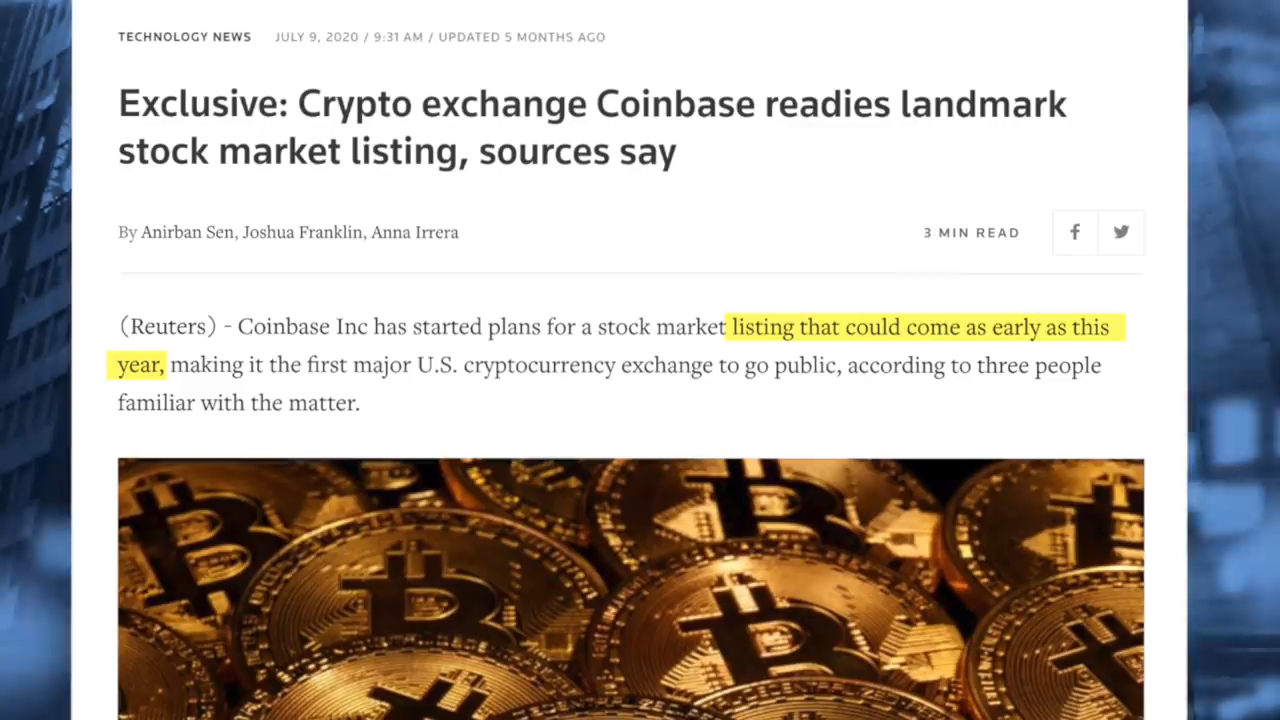 TECHNOLOGY NEWS JULY 9, 2020 / 9:31 AM / UPDATED 5 MONTHS AGO
Exclusive: Crypto exchange Coinbase readies landmark
stock market listing, sources say
By Anirban Sen, Joshua Franklin, Anna Irrera 3 MIN READ
(Reuters) - Coinbase Inc has started plans for a stock market listing that could come as early as this
year, making it the first major U.S. cryptocurrency exchange to go public, according to three people
familiar with the matter.